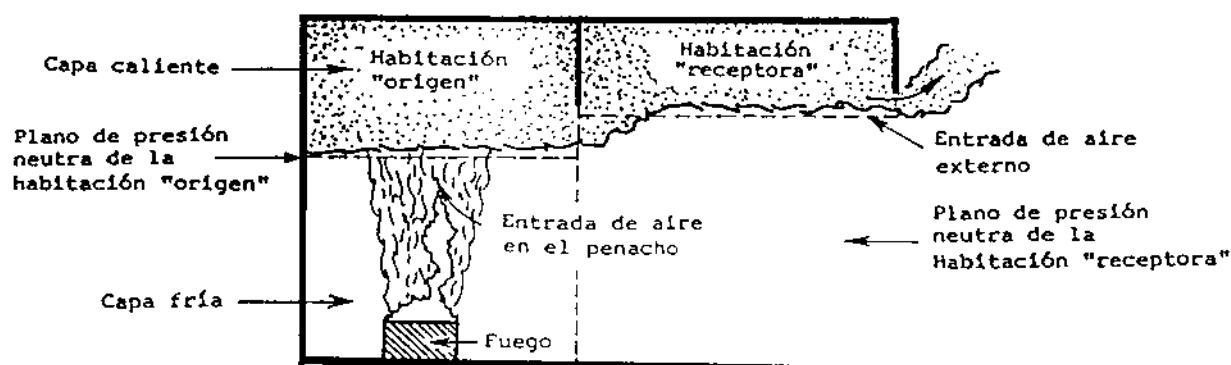 Capa caliente
Habitación
"origen"
Habitación
"receptora"
Plano de presión
neutra de la
habitación "origen"
Entrada de aire
externo
Entrada de aire
en el penacho
Plano de presión
neutra de la
Habitación "receptora"
Capa fría
Fuego